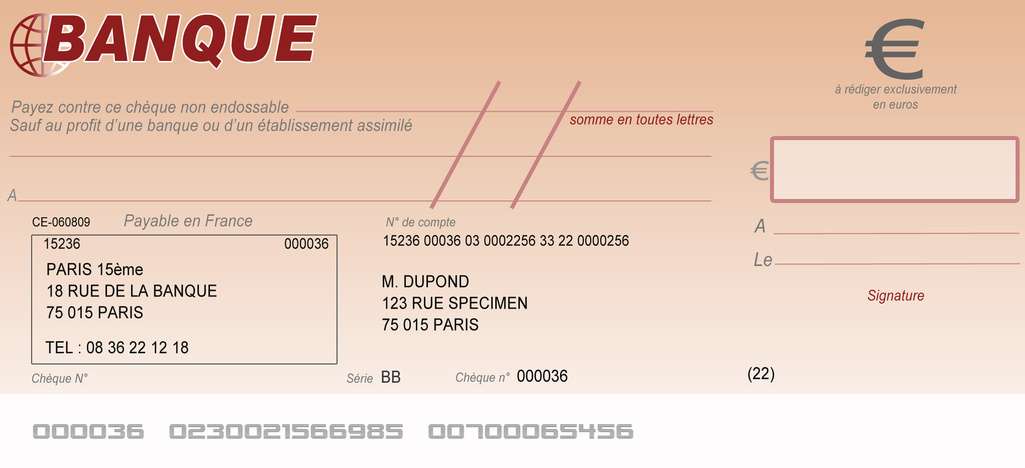 BANQUE
€
à rédiger exclusivement
en euros
Payez contre ce chèque non endossable
Sauf au profit d'une banque ou d'un établissement assimilé
somme en toutes lettres
€
A
CE-060809 Payable en France
15236 000036
PARIS 15ème
18 RUE DE LA BANQUE
75 015 PARIS
TEL : 08 36 22 12 18
N° de compte
15236 00036 03 0002256 33 22 0000256
M. DUPOND
123 RUE SPECIMEN
75 015 PARIS
A
Le
Signature
Chèque N° Série BB Chèque n° 000036 (22)
000036 0230021566985 00700065456